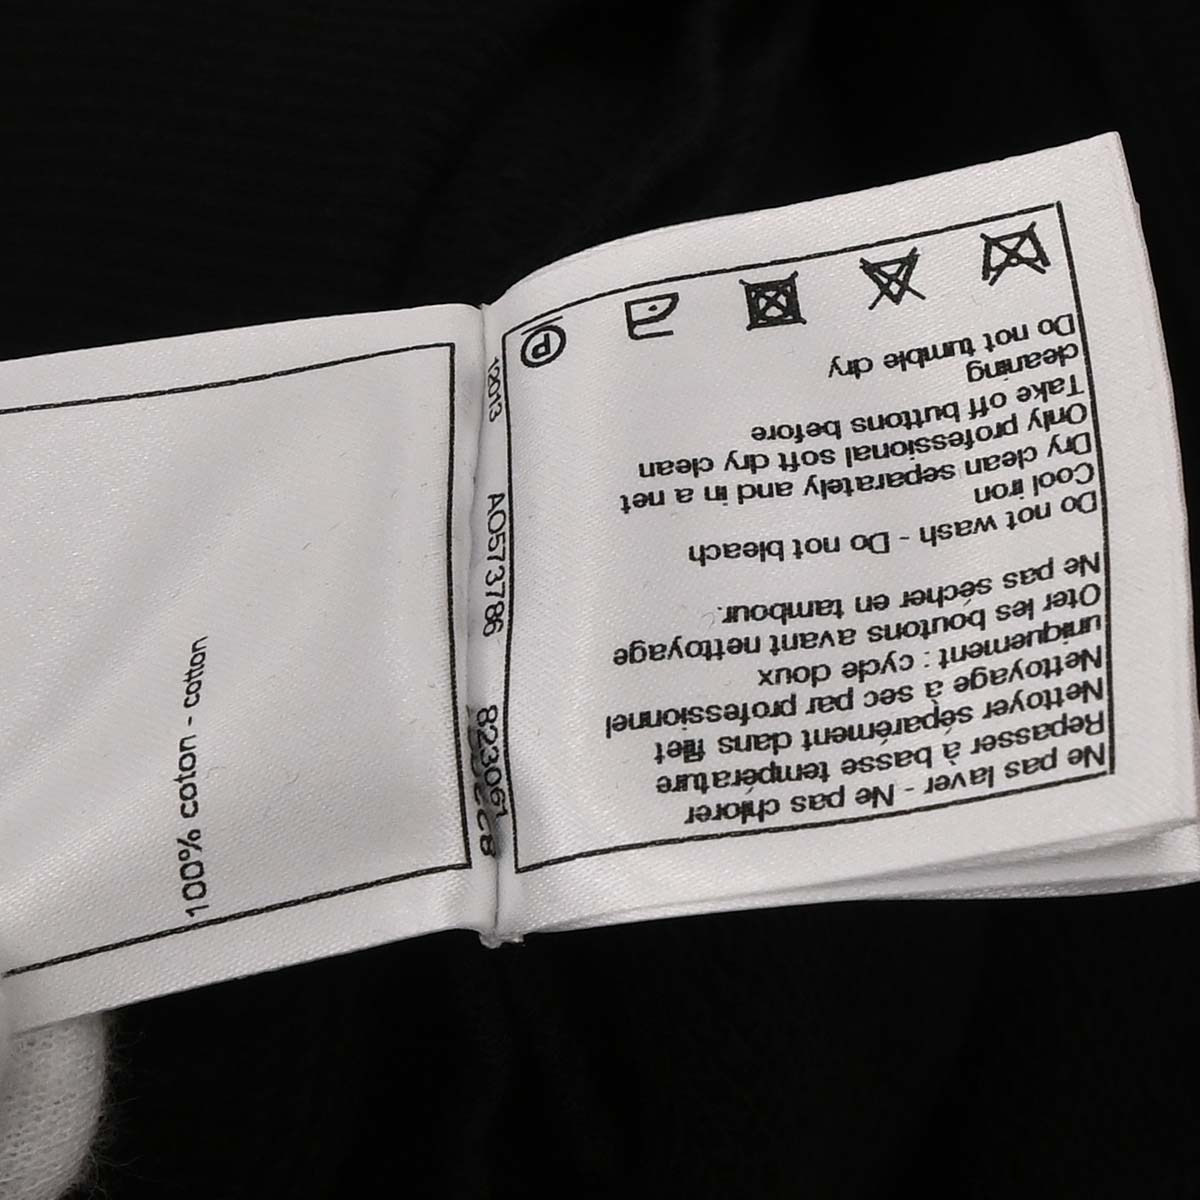 100% coton - cotton
Ne pas laver - Ne pas chlorer
Repasser à basse température
Nettoyer séparément dans filet
Nettoyage à sec par professionnel
uniquement : cycle doux
Oter les boutons avant nettoyage
Ne pas sécher en tambour.
Do not wash - Do not bleach
Cool iron
Dry clean separately and in a net
Only professional soft dry clean
Take off buttons before
cleaning
Do not tumble dry
P
AO573786
823061